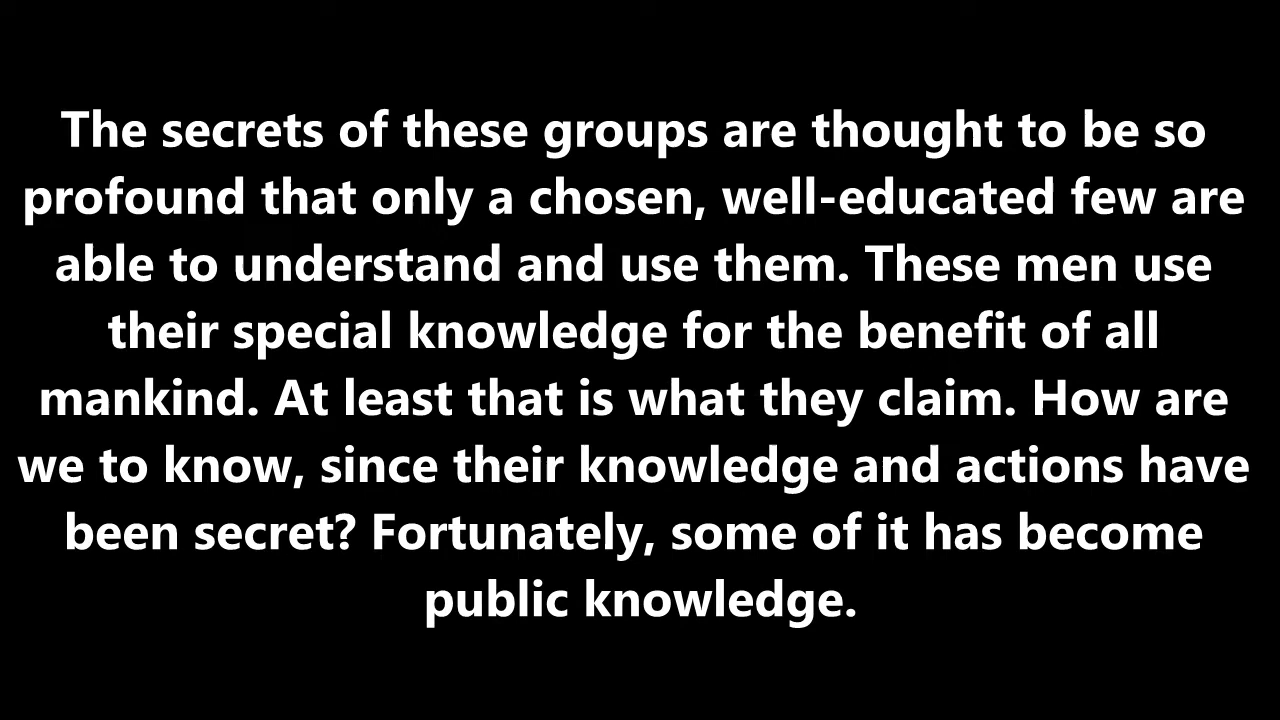 The secrets of these groups are thought to be so
profound that only a chosen, well-educated few are
able to understand and use them. These men use
their special knowledge for the benefit of all
mankind. At least that is what they claim. How are
we to know, since their knowledge and actions have
been secret? Fortunately, some of it has become
public knowledge.